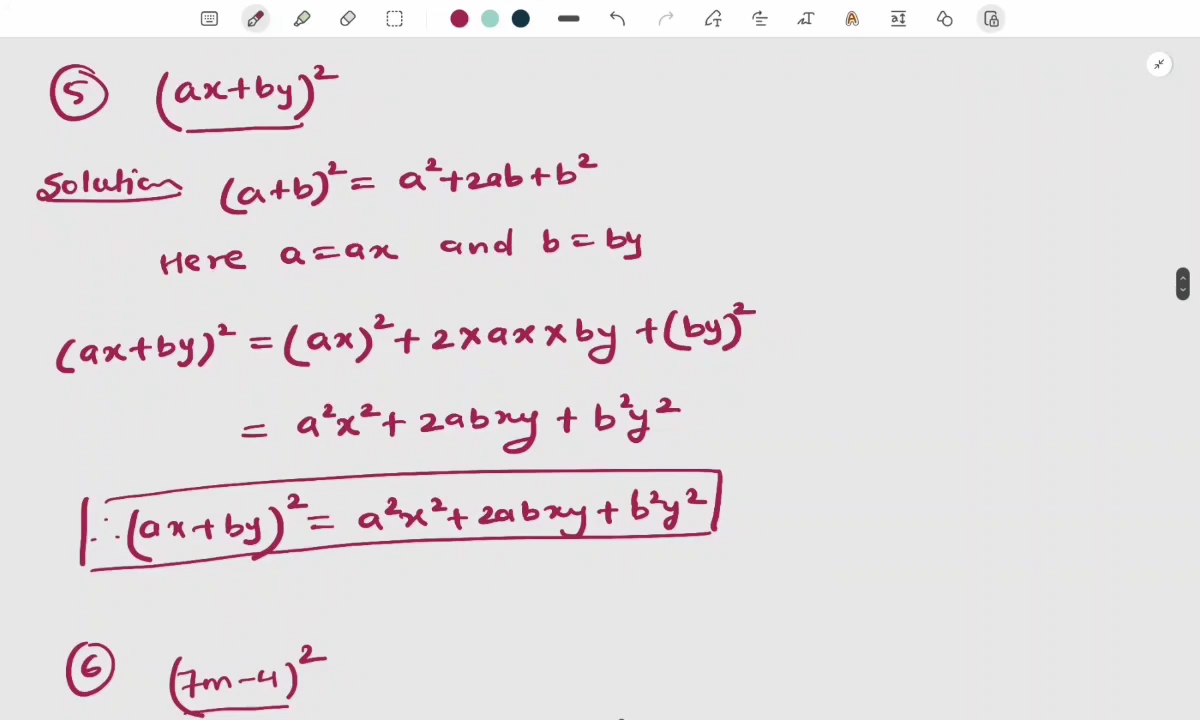 5 (ax+by)²
Solution (a+b)² = a²+2ab+b²
Here a=ax and b=by
(ax+by)² = (ax)² + 2×ax×by + (by)²
= a²x² + 2abxy + b²y²
∴ (ax+by)² = a²x² + 2abxy + b²y²
6 (7m-4)²